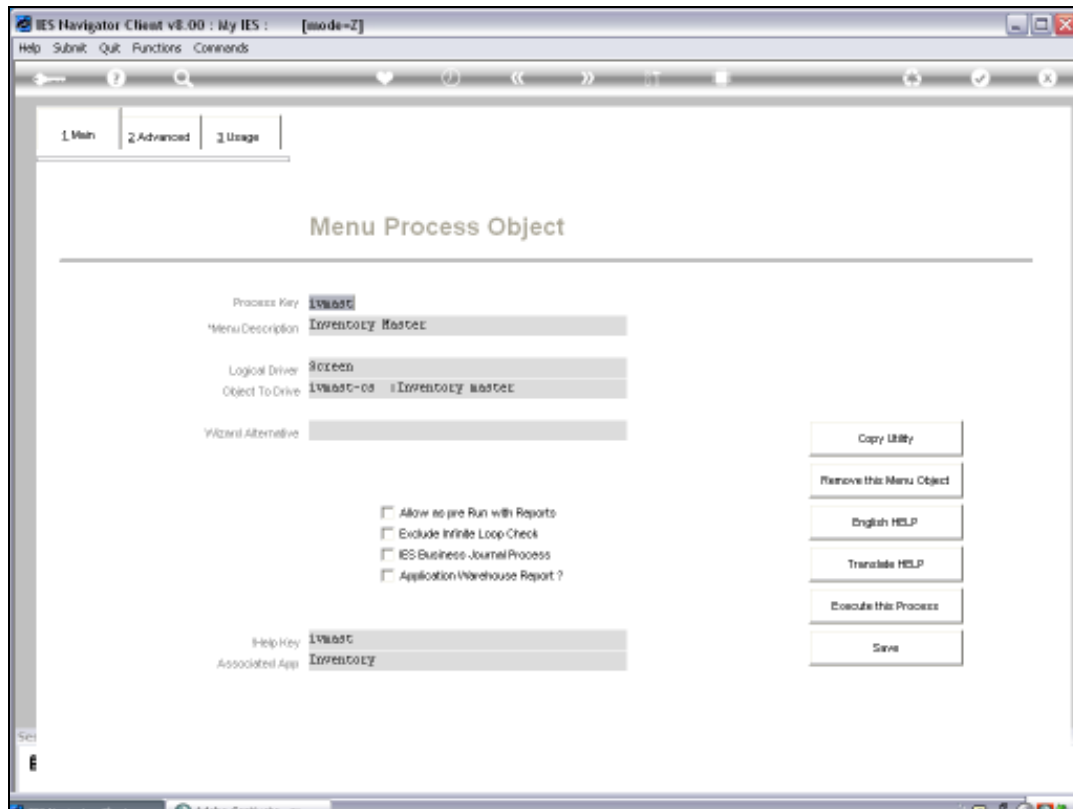 IES Navigator Client v8.00 : My IES : [mode=Z]
Help Submit Quit Functions Commands
1 Main 2 Advanced 3 Usage
Menu Process Object
Process Key ivmast
*Menu Description Inventory Master
Logical Driver Screen
Object To Drive ivmast-cs :Inventory master
Wizard Alternative
Copy Utility
Remove this Menu Object
English HELP
Translate HELP
Execute this Process
Save
Allow as pre Run with Reports
Exclude Infinite Loop Check
IES Business Journal Process
Application Warehouse Report ?
Help Key ivmast
Associated App Inventory